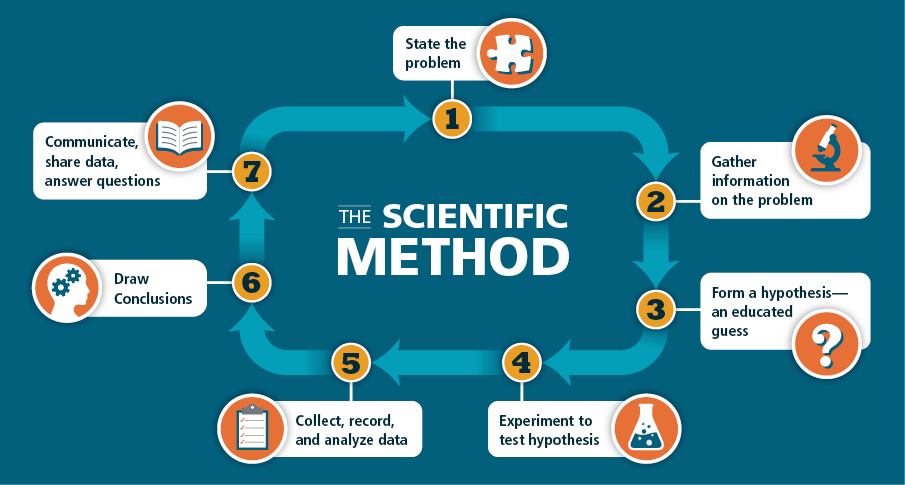 State the
problem
1
Gather
information
on the problem
2
Form a hypothesis—
an educated
guess
3
Experiment to
test hypothesis
4
Collect, record,
and analyze data
5
Draw
Conclusions
6
Communicate,
share data,
answer questions
7
THE SCIENTIFIC
METHOD